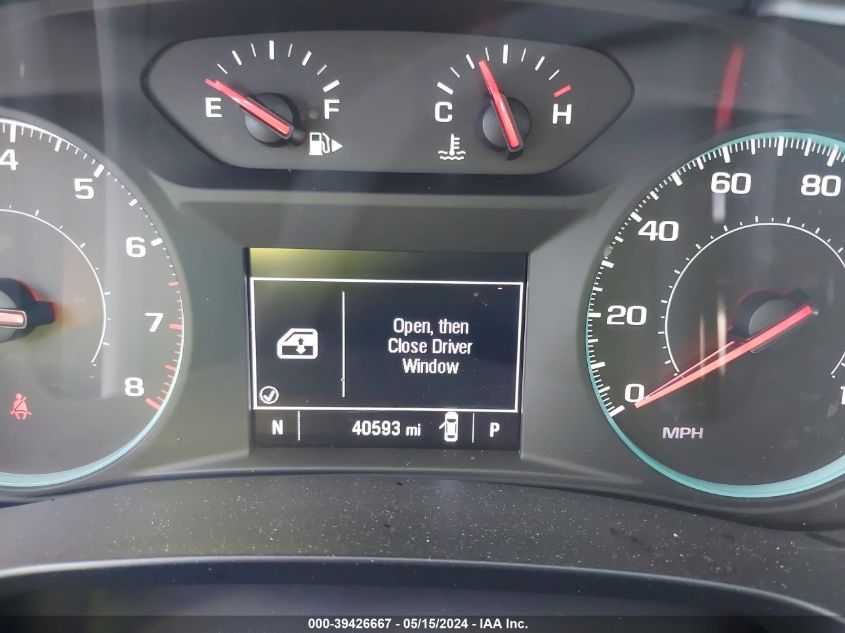 E F
C H
4
5
6
7
8
0
20
40
60
80
1
MPH
Open, then
Close Driver
Window
N 40593 mi P
000-39426667 - 05/15/2024 - IAA Inc.